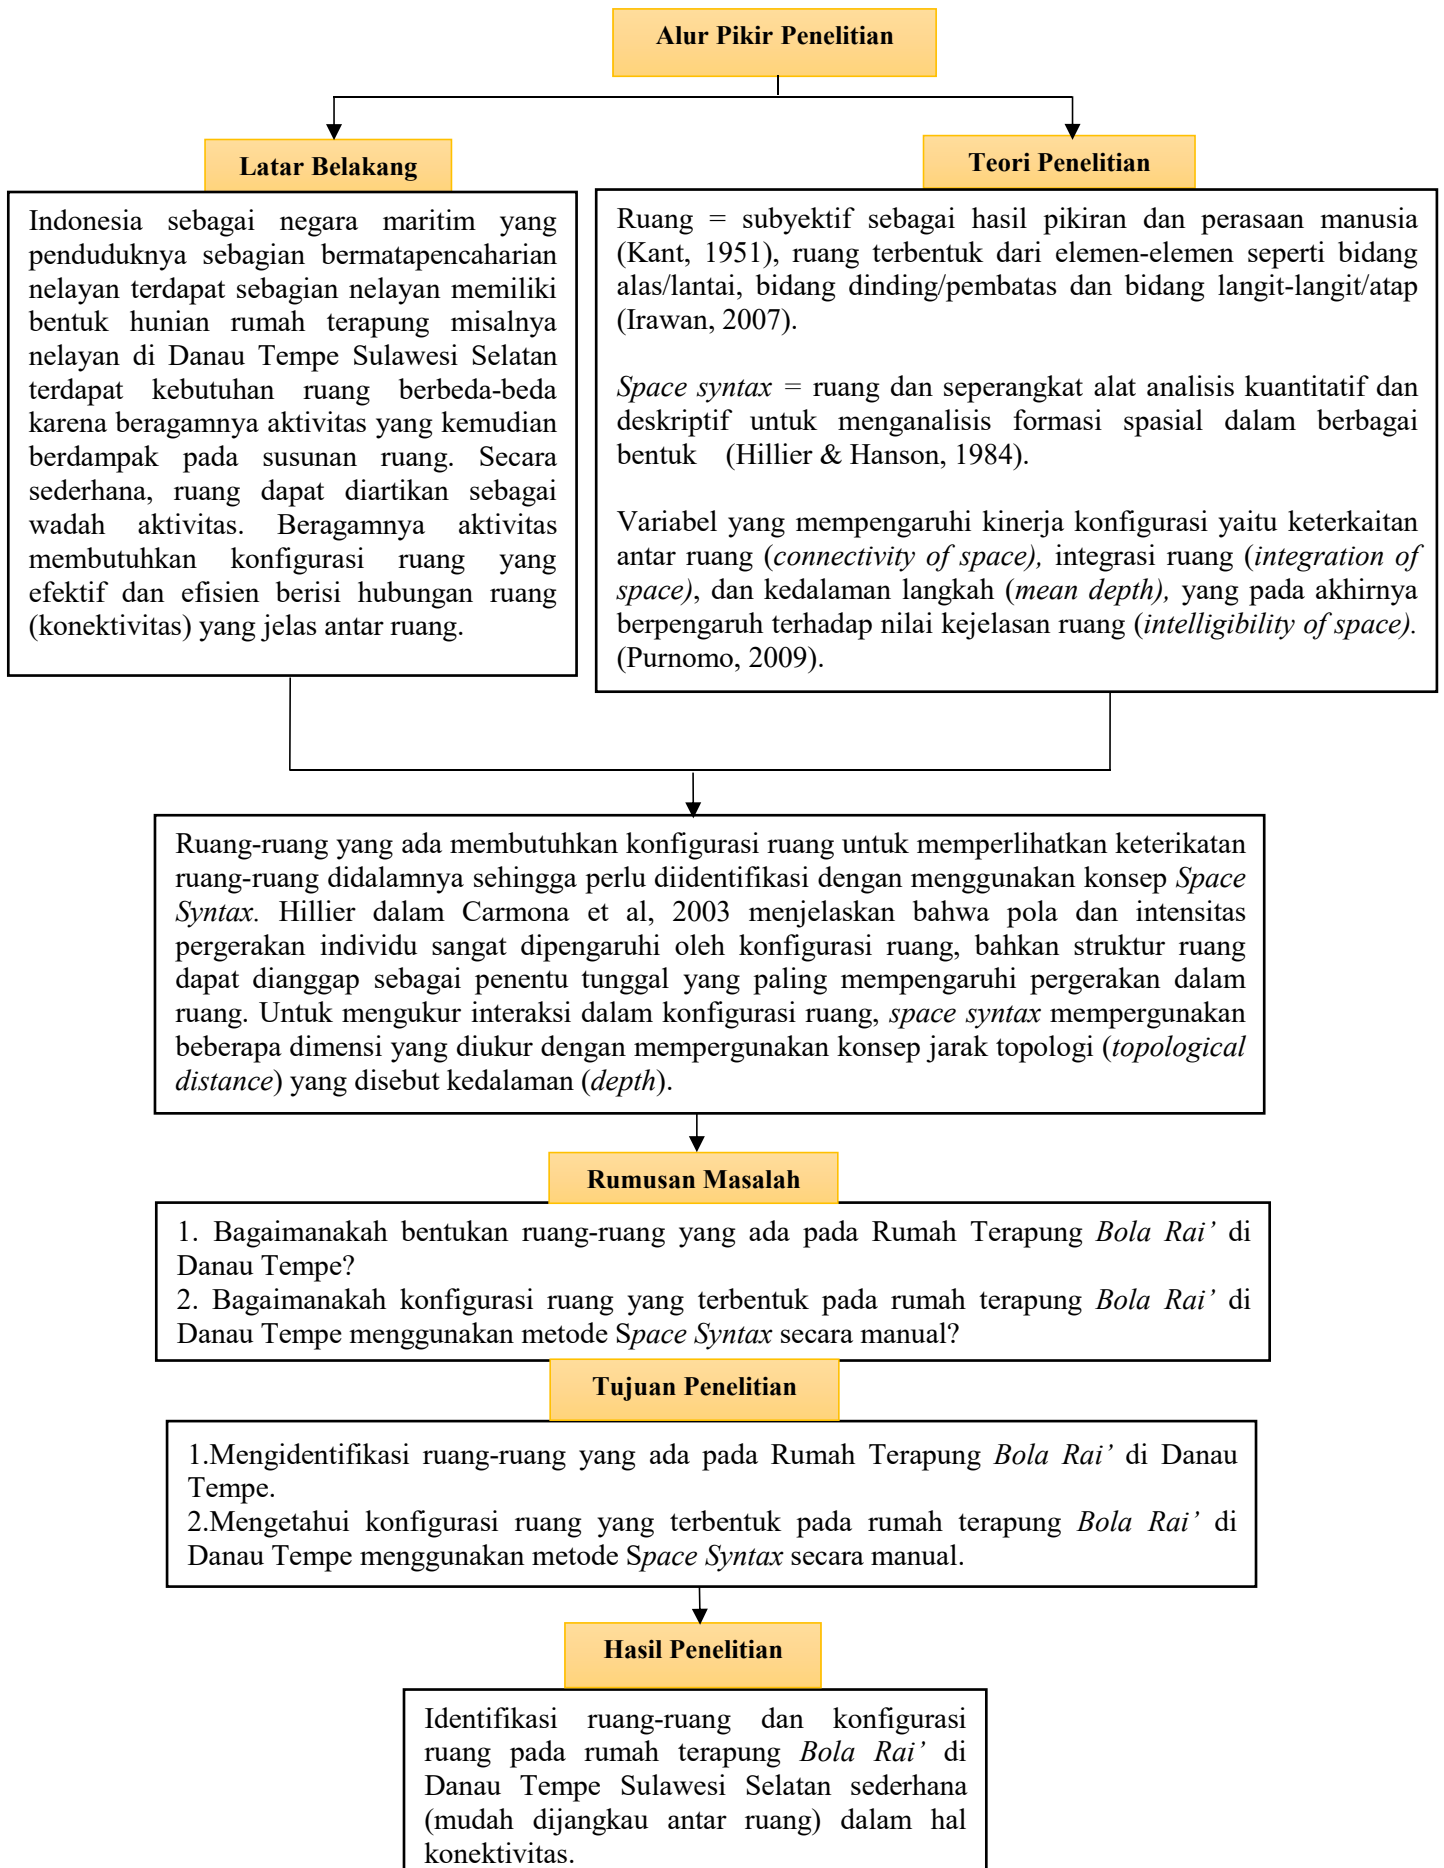 Alur Pikir Penelitian
Latar Belakang
Indonesia sebagai negara maritim yang
penduduknya sebagian bermatapencaharian
nelayan terdapat sebagian nelayan memiliki
bentuk hunian rumah terapung misalnya
nelayan di Danau Tempe Sulawesi Selatan
terdapat kebutuhan ruang berbeda-beda
karena beragamnya aktivitas yang kemudian
berdampak pada susunan ruang. Secara
sederhana, ruang dapat diartikan sebagai
wadah aktivitas. Beragamnya aktivitas
membutuhkan konfigurasi ruang yang
efektif dan efisien berisi hubungan ruang
(konektivitas) yang jelas antar ruang.
Teori Penelitian
Ruang = subyektif sebagai hasil pikiran dan perasaan manusia
(Kant, 1951), ruang terbentuk dari elemen-elemen seperti bidang
alas/lantai, bidang dinding/pembatas dan bidang langit-langit/atap
(Irawan, 2007).
Space syntax = ruang dan seperangkat alat analisis kuantitatif dan
deskriptif untuk menganalisis formasi spasial dalam berbagai
bentuk (Hillier & Hanson, 1984).
Variabel yang mempengaruhi kinerja konfigurasi yaitu keterkaitan
antar ruang (connectivity of space), integrasi ruang (integration of
space), dan kedalaman langkah (mean depth), yang pada akhirnya
berpengaruh terhadap nilai kejelasan ruang (intelligibility of space).
(Purnomo, 2009).
Ruang-ruang yang ada membutuhkan konfigurasi ruang untuk memperlihatkan keterikatan
ruang-ruang didalamnya sehingga perlu diidentifikasi dengan menggunakan konsep Space
Syntax. Hillier dalam Carmona et al, 2003 menjelaskan bahwa pola dan intensitas
pergerakan individu sangat dipengaruhi oleh konfigurasi ruang, bahkan struktur ruang
dapat dianggap sebagai penentu tunggal yang paling mempengaruhi pergerakan dalam
ruang. Untuk mengukur interaksi dalam konfigurasi ruang, space syntax mempergunakan
beberapa dimensi yang diukur dengan mempergunakan konsep jarak topologi (topological
distance) yang disebut kedalaman (depth).
Rumusan Masalah
1. Bagaimanakah bentukan ruang-ruang yang ada pada Rumah Terapung Bola Rai’ di
Danau Tempe?
2. Bagaimanakah konfigurasi ruang yang terbentuk pada rumah terapung Bola Rai’ di
Danau Tempe menggunakan metode Space Syntax secara manual?
Tujuan Penelitian
1.Mengidentifikasi ruang-ruang yang ada pada Rumah Terapung Bola Rai’ di Danau
Tempe.
2.Mengetahui konfigurasi ruang yang terbentuk pada rumah terapung Bola Rai’ di
Danau Tempe menggunakan metode Space Syntax secara manual.
Hasil Penelitian
Identifikasi ruang-ruang dan konfigurasi
ruang pada rumah terapung Bola Rai’ di
Danau Tempe Sulawesi Selatan sederhana
(mudah dijangkau antar ruang) dalam hal
konektivitas.